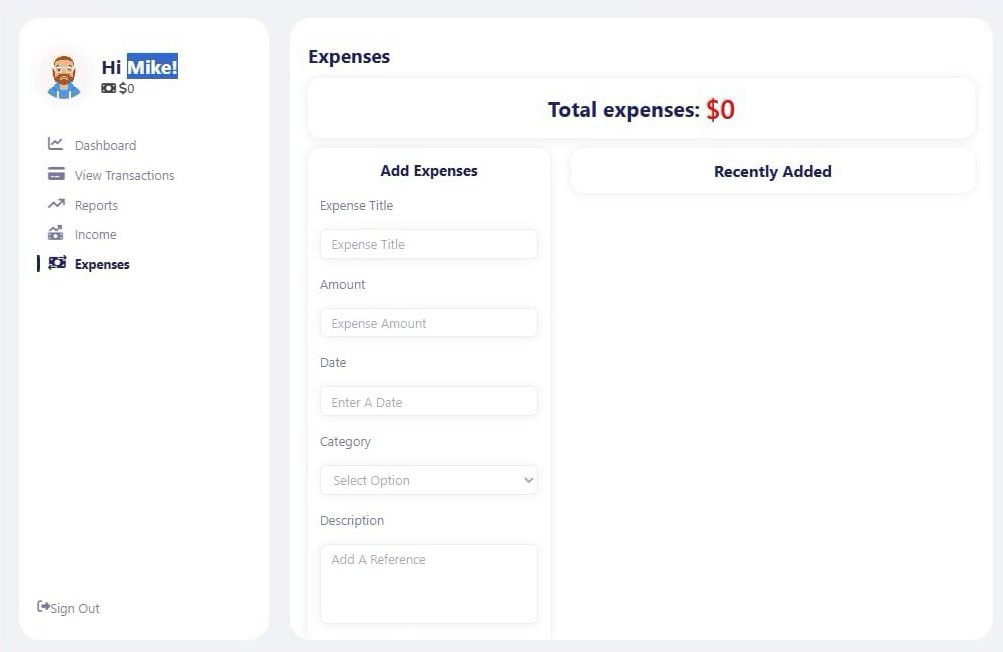 Hi Mike!
$0
Dashboard
View Transactions
Reports
Income
Expenses
Sign Out
Expenses
Total expenses: $0
Add Expenses
Expense Title
Expense Title
Amount
Expense Amount
Date
Enter A Date
Category
Select Option
Description
Add A Reference
Recently Added